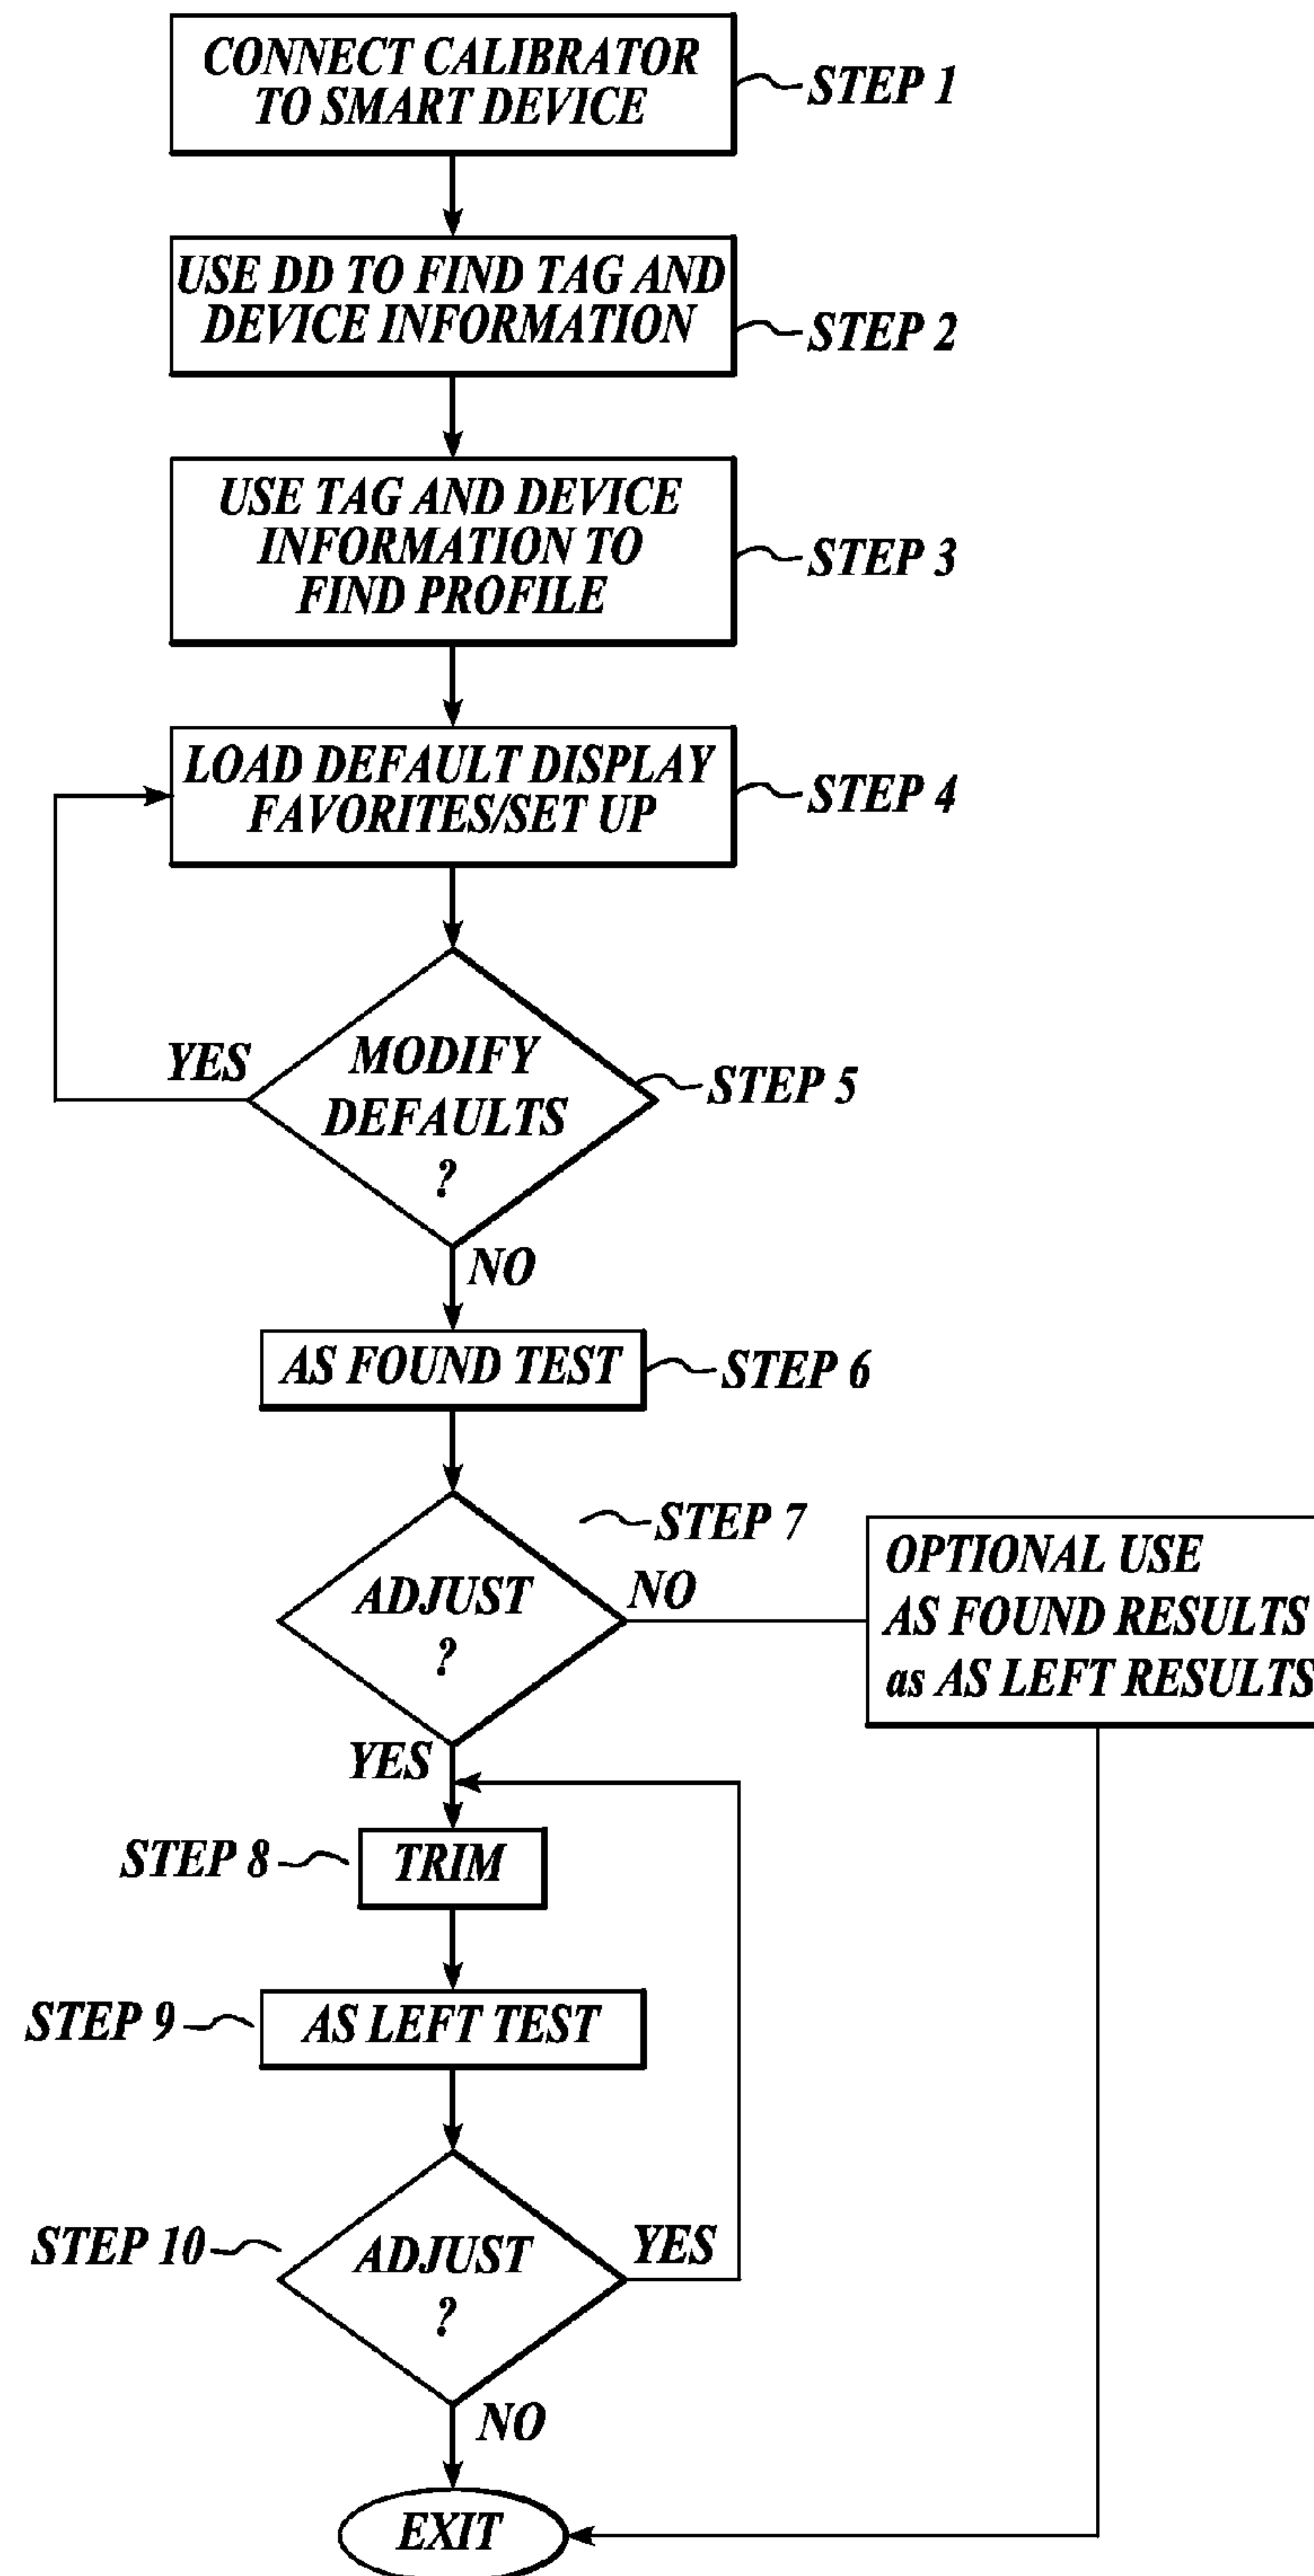 CONNECT CALIBRATOR
TO SMART DEVICE
STEP 1
USE DD TO FIND TAG AND
DEVICE INFORMATION
STEP 2
USE TAG AND DEVICE
INFORMATION TO
FIND PROFILE
STEP 3
LOAD DEFAULT DISPLAY
FAVORITES/SET UP
STEP 4
YES
MODIFY
DEFAULTS
?
STEP 5
NO
AS FOUND TEST
STEP 6
STEP 7
ADJUST
?
NO
OPTIONAL USE
AS FOUND RESULTS
as AS LEFT RESULTS
YES
STEP 8
TRIM
STEP 9
AS LEFT TEST
STEP 10
ADJUST
?
YES
NO
EXIT